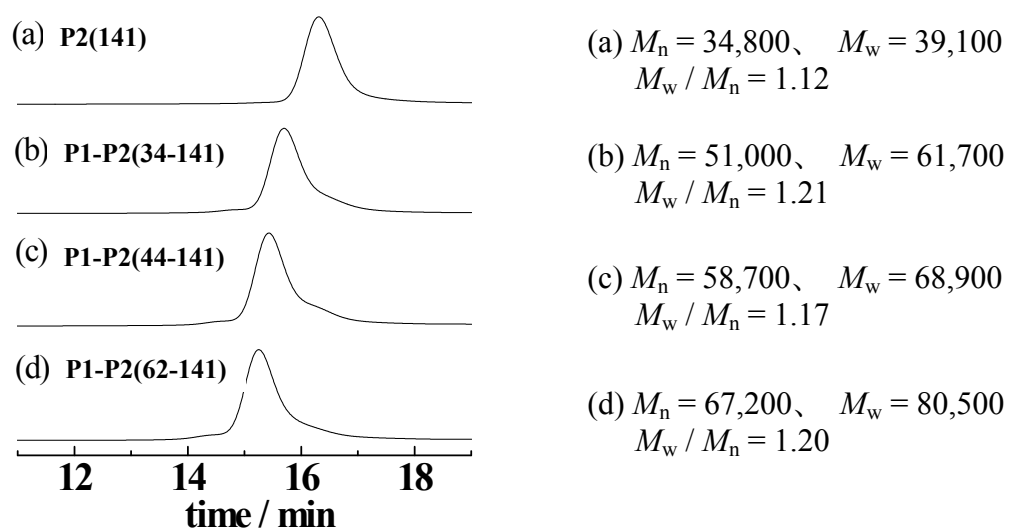 (a) P2(141)
(b) P1-P2(34-141)
(c) P1-P2(44-141)
(d) P1-P2(62-141)
12 14 16 18
time / min
(a) Mn = 34,800、 Mw = 39,100
Mw / Mn = 1.12
(b) Mn = 51,000、 Mw = 61,700
Mw / Mn = 1.21
(c) Mn = 58,700、 Mw = 68,900
Mw / Mn = 1.17
(d) Mn = 67,200、 Mw = 80,500
Mw / Mn = 1.20